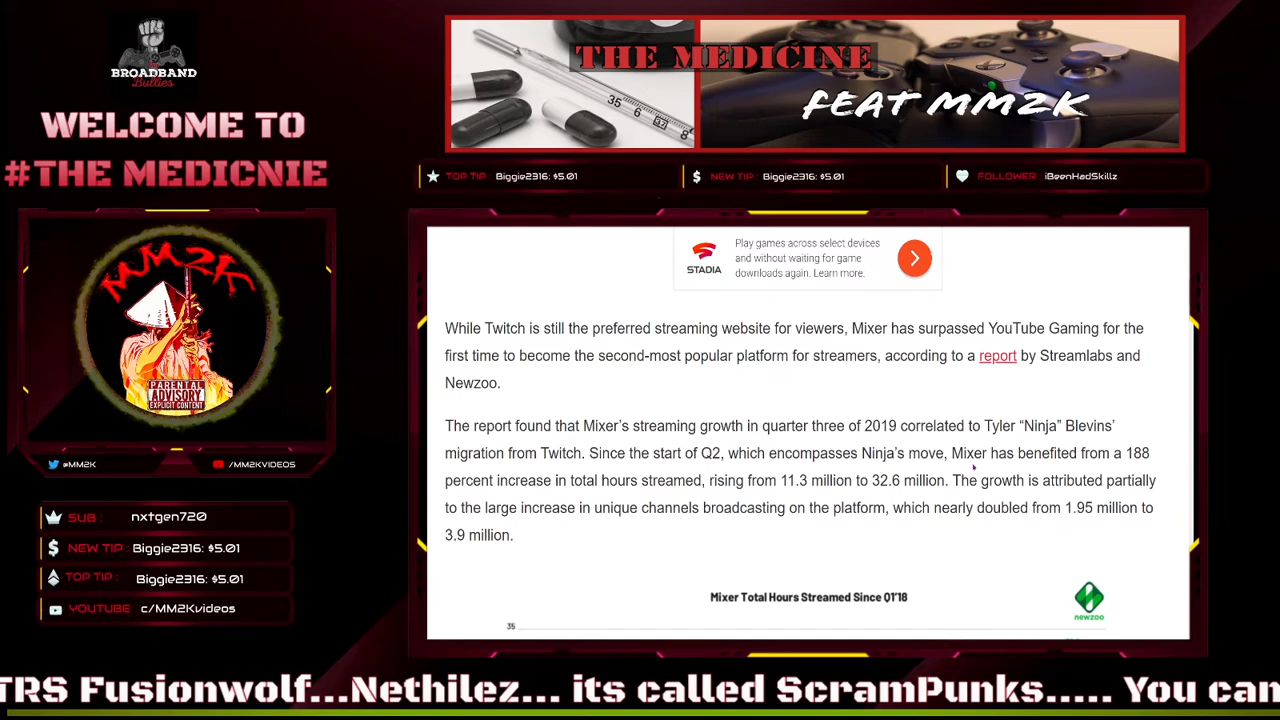 BROADBAND
Bullies
WELCOME TO
#THE MEDICNIE
THE MEDICINE
FEAT MM2K
35 6 37 8
TOP TIP Biggie2316: $5.01
NEW TIP : Biggie2316: $5.01
FOLLOWER iBeenHadSkillz
MM2K
PARENTAL
ADVISORY
EXPLICIT CONTENT
@MM2K
/MM2KVIDEOS
SUB : nxtgen720
NEW TIP : Biggie2316: $5.01
TOP TIP : Biggie2316: $5.01
YOUTUBE c/MM2Kvideos
STADIA
Play games across select devices
and without waiting for game
downloads again. Learn more.
While Twitch is still the preferred streaming website for viewers, Mixer has surpassed YouTube Gaming for the
first time to become the second-most popular platform for streamers, according to a report by Streamlabs and
Newzoo.
The report found that Mixer’s streaming growth in quarter three of 2019 correlated to Tyler “Ninja” Blevins’
migration from Twitch. Since the start of Q2, which encompasses Ninja’s move, Mixer has benefited from a 188
percent increase in total hours streamed, rising from 11.3 million to 32.6 million. The growth is attributed partially
to the large increase in unique channels broadcasting on the platform, which nearly doubled from 1.95 million to
3.9 million.
Mixer Total Hours Streamed Since Q1'18
newzoo
35
TRS Fusionwolf...Nethilez... its called ScramPunks..... You can